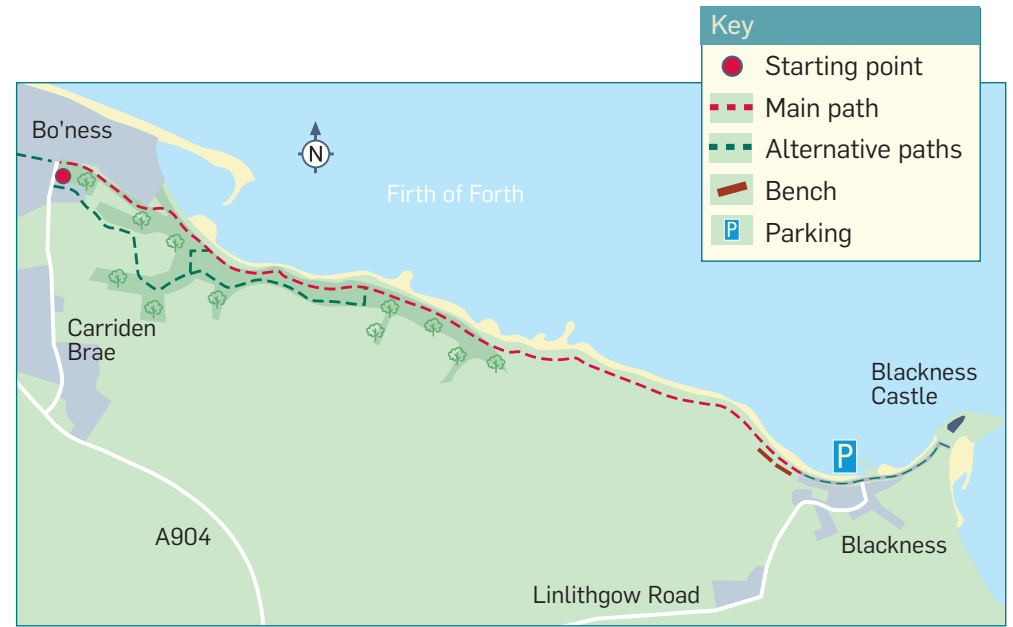 Key
Starting point
Main path
Alternative paths
Bench
P
Parking
Bo'ness
N
Firth of Forth
Carriden
Brae
Blackness
Castle
P
A904
Blackness
Linlithgow Road